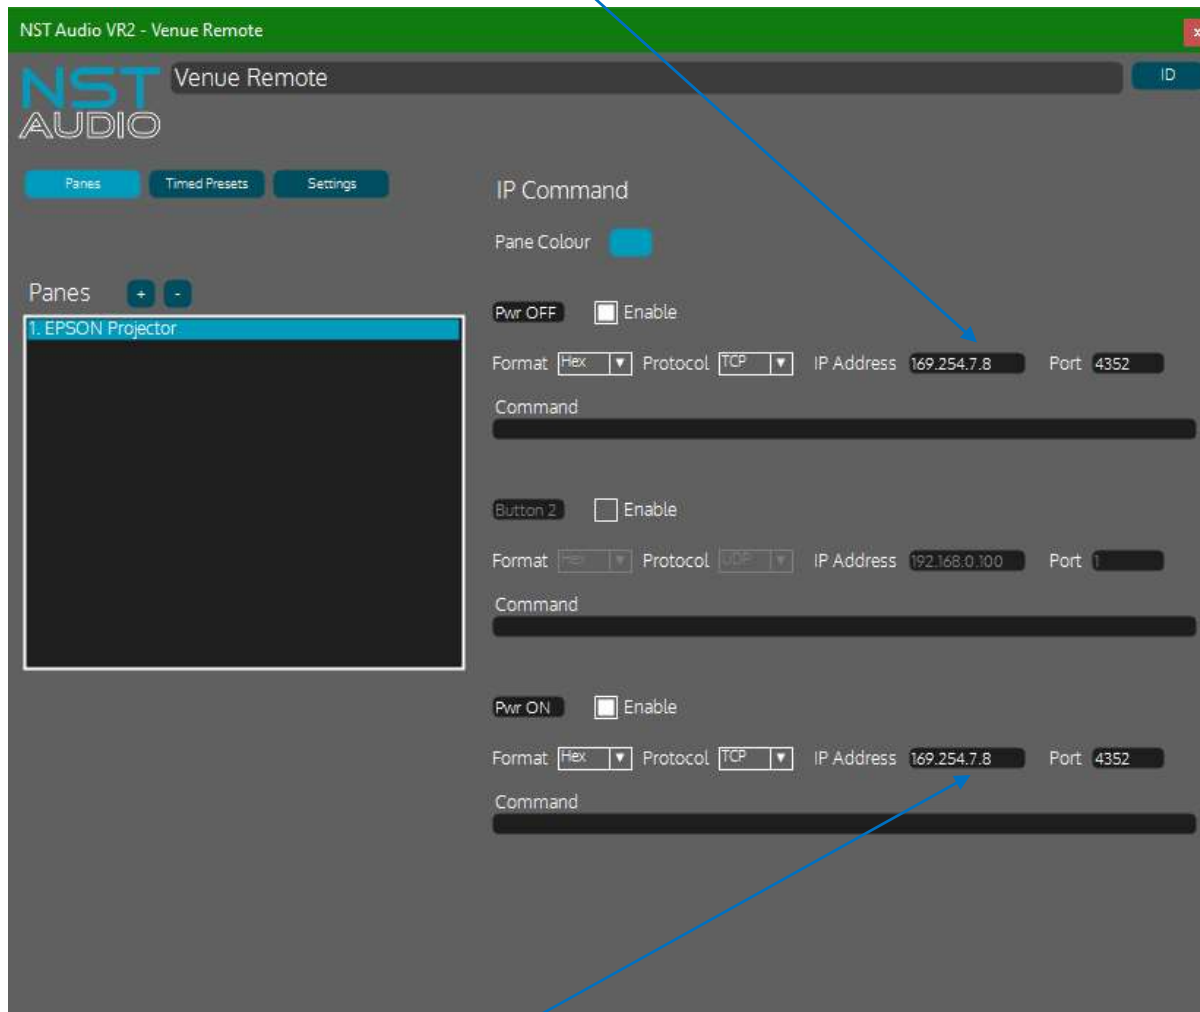 NST Audio VR2 - Venue Remote
x
NST
AUDIO
Venue Remote
ID
Panes
Timed Presets
Settings
IP Command
Pane Colour
Panes + -
1. EPSON Projector
Pwr OFF Enable
Format Hex Protocol TCP IP Address 169.254.7.8 Port 4352
Command
Button 2 Enable
Format Hex Protocol UDP IP Address 192.168.0.100 Port 1
Command
Pwr ON Enable
Format Hex Protocol TCP IP Address 169.254.7.8 Port 4352
Command